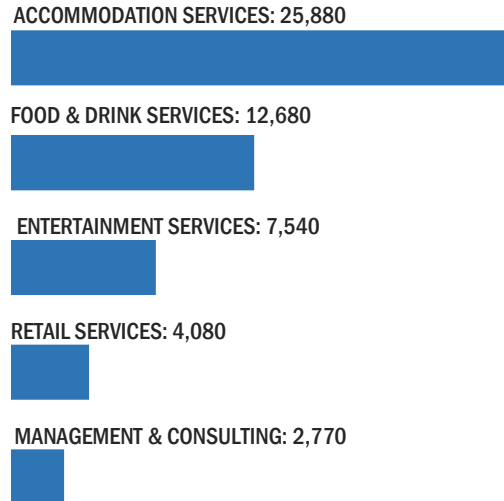 ACCOMMODATION SERVICES: 25,880
FOOD & DRINK SERVICES: 12,680
ENTERTAINMENT SERVICES: 7,540
RETAIL SERVICES: 4,080
MANAGEMENT & CONSULTING: 2,770